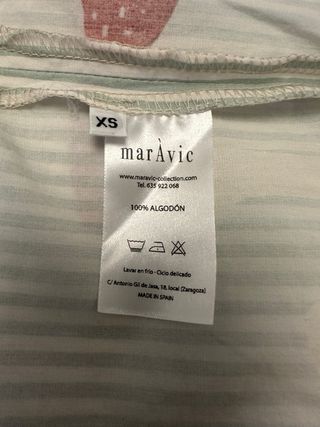 XS
marÀvic
www.maravic-collection.com
Tel. 635 922 068
100% ALGODÓN
Lavar en frío - Ciclo delicado
C/ Antonio Gil de Jasa, 18, local (Zaragoza)
MADE IN SPAIN